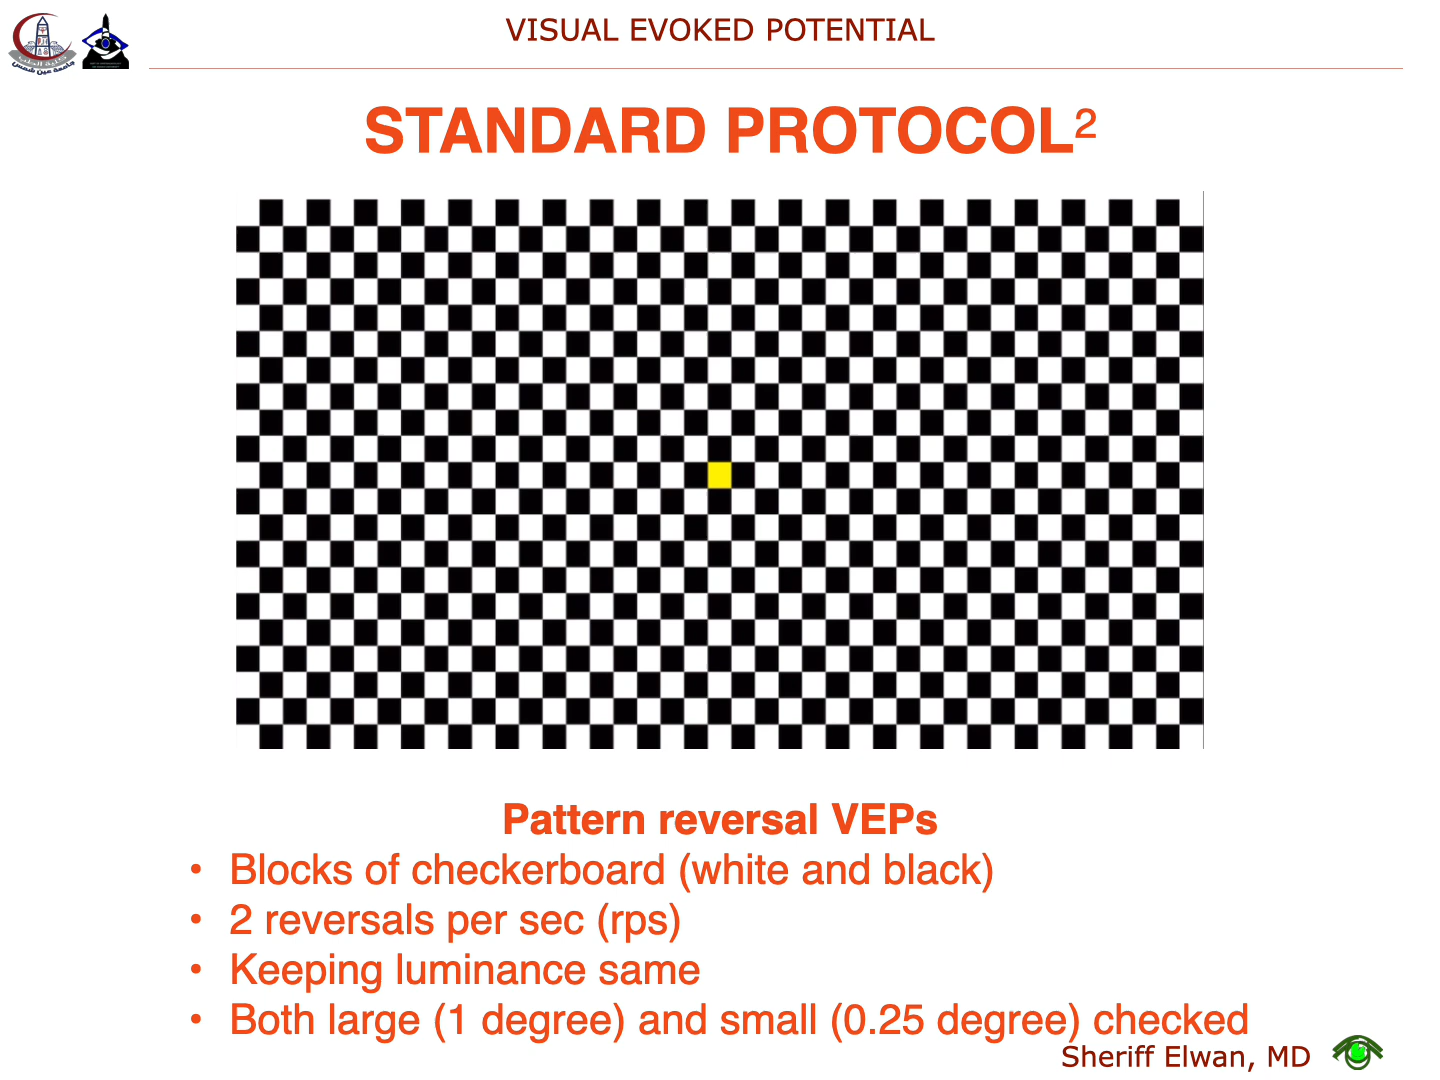 VISUAL EVOKED POTENTIAL
STANDARD PROTOCOL²
Pattern reversal VEPs
• Blocks of checkerboard (white and black)
• 2 reversals per sec (rps)
• Keeping luminance same
• Both large (1 degree) and small (0.25 degree) checked
Sheriff Elwan, MD